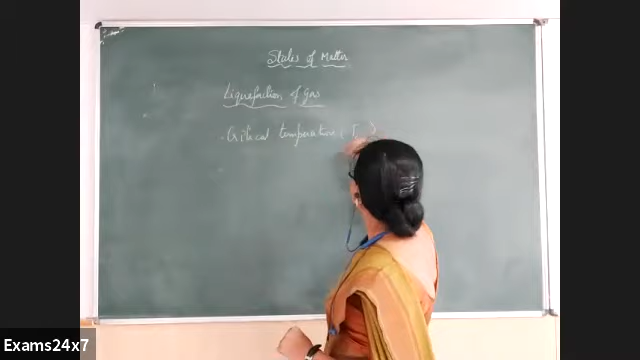 States of Matter
Liquefaction of gas
. Critical temperature ( T )
Exams24x7